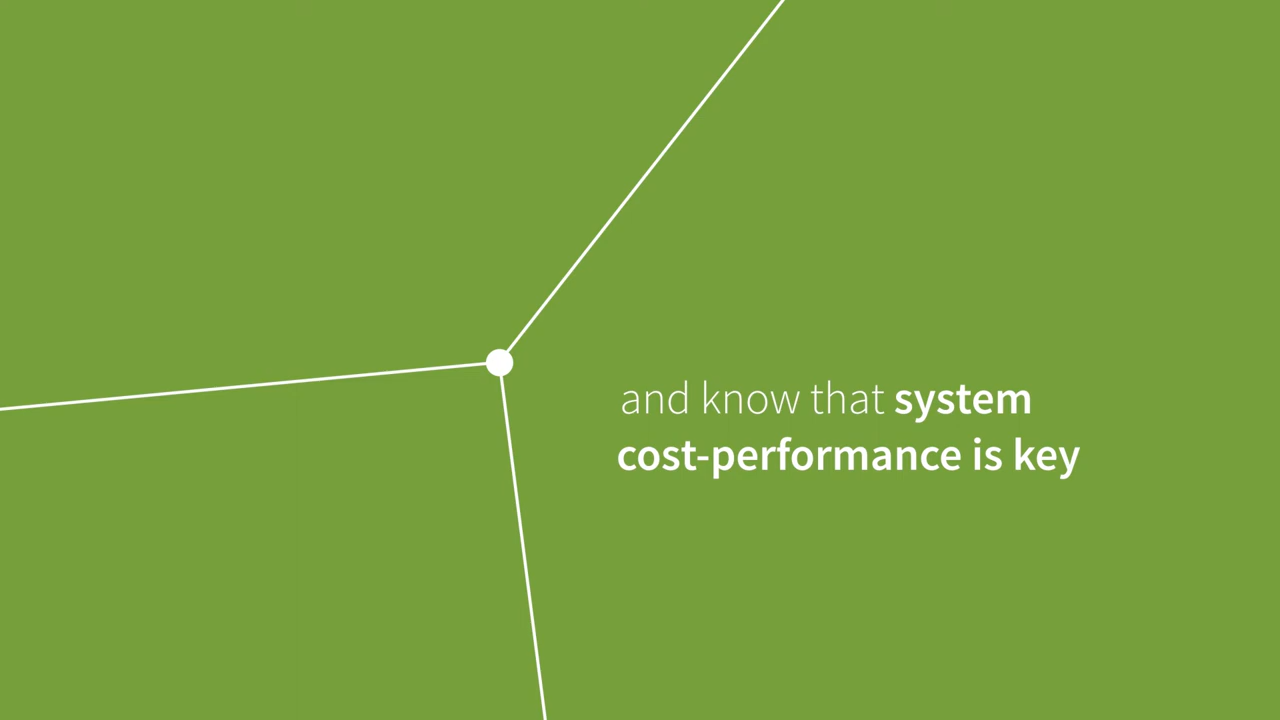 and know that system
cost-performance is key